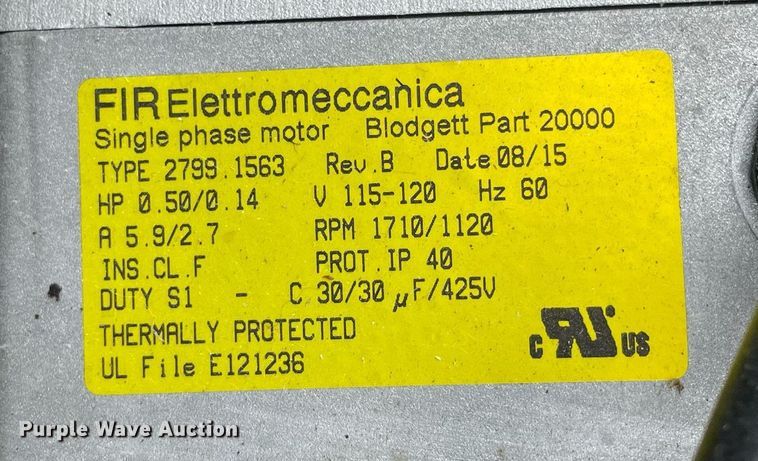 FIR Elettromeccanica
Single phase motor Blodgett Part 20000
TYPE 2799.1563 Rev.B Date 08/15
HP 0.50/0.14 V 115-120 Hz 60
A 5.9/2.7 RPM 1710/1120
INS.CL.F PROT.IP 40
DUTY S1 - C 30/30 µF/425V
THERMALLY PROTECTED
UL File E121236
c RU US
Purple Wave Auction